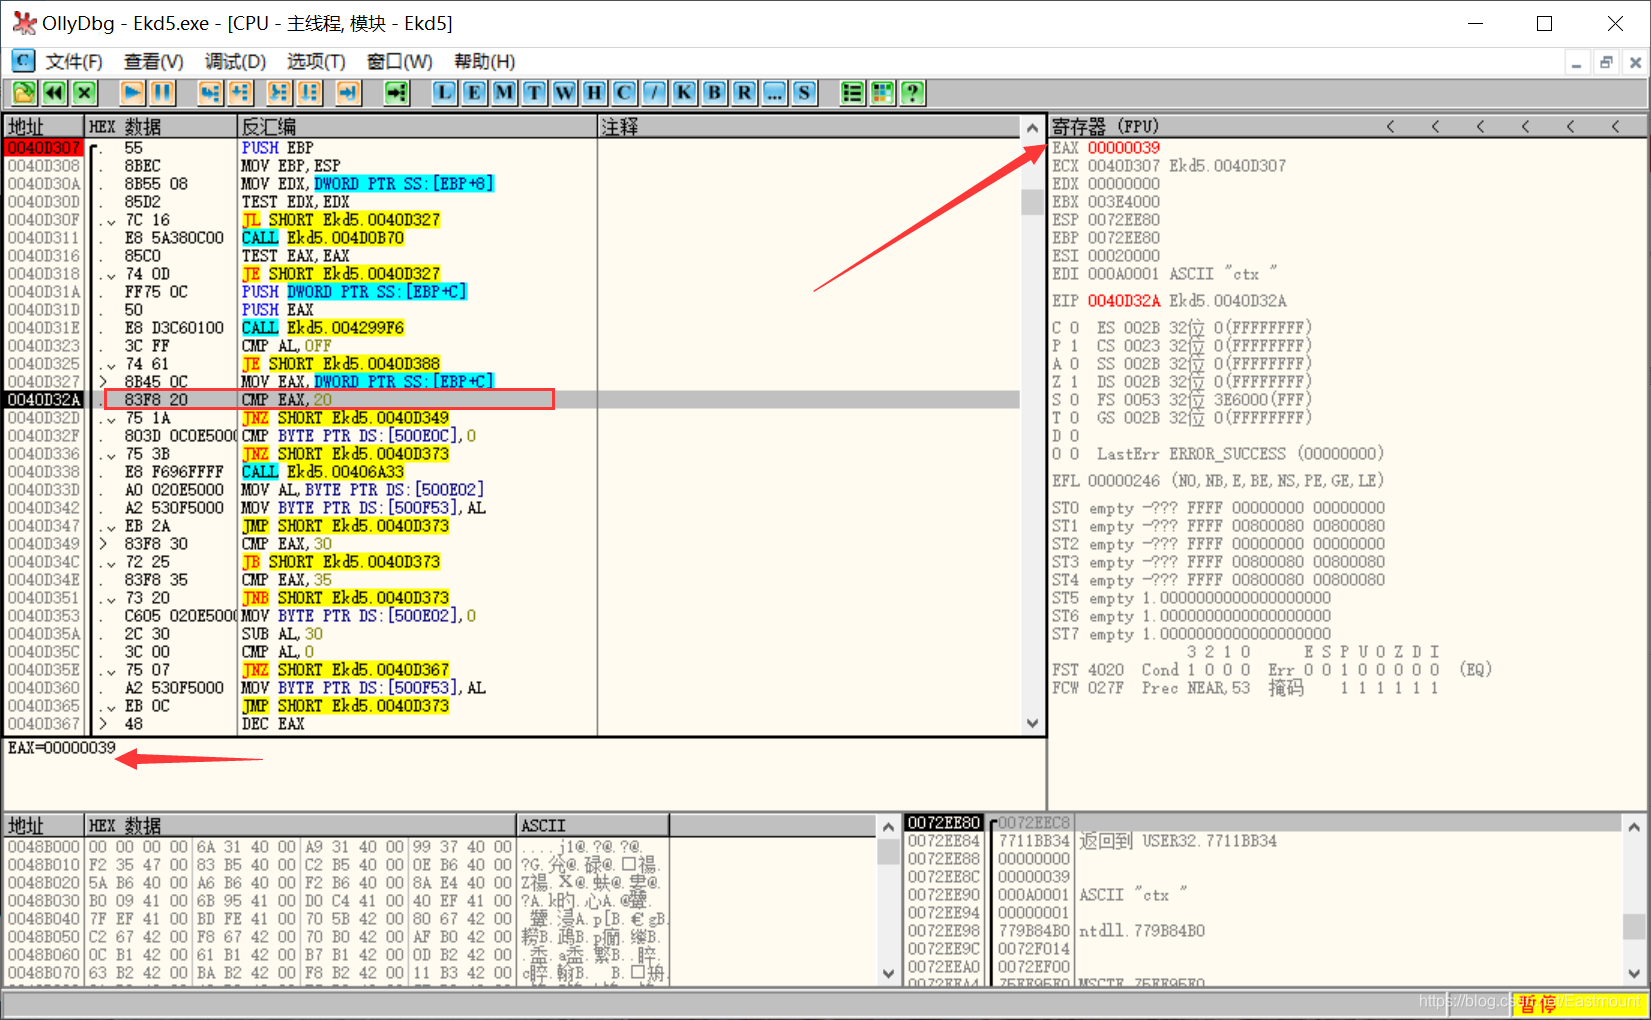 OllyDbg - Ekd5.exe - [CPU - 主线程, 模块 - Ekd5]
C 文件(F) 查看(V) 调试(D) 选项(T) 窗口(W) 帮助(H)
L E M T W H C / K B R ... S ?
地址 HEX 数据 反汇编 注释
0040D307 . 55 PUSH EBP
0040D308 . 8BEC MOV EBP,ESP
0040D30A . 8B55 08 MOV EDX,DWORD PTR SS:[EBP+8]
0040D30D . 85D2 TEST EDX,EDX
0040D30F . 7C 16 JL SHORT Ekd5.0040D327
0040D311 . E8 5A380C00 CALL Ekd5.004D0B70
0040D316 . 85C0 TEST EAX,EAX
0040D318 . 74 0D JE SHORT Ekd5.0040D327
0040D31A . FF75 0C PUSH DWORD PTR SS:[EBP+C]
0040D31D . 50 PUSH EAX
0040D31E . E8 D3C60100 CALL Ekd5.004299F6
0040D323 . 3C FF CMP AL,0FF
0040D325 . 74 61 JE SHORT Ekd5.0040D388
0040D327 > 8B45 0C MOV EAX,DWORD PTR SS:[EBP+C]
0040D32A . 83F8 20 CMP EAX,20
0040D32D . 75 1A JNZ SHORT Ekd5.0040D349
0040D32F . 803D 0C0E5000 CMP BYTE PTR DS:[500E0C],0
0040D336 . 75 3B JNZ SHORT Ekd5.0040D373
0040D338 . E8 F696FFFF CALL Ekd5.00406A33
0040D33D . A0 020E5000 MOV AL,BYTE PTR DS:[500E02]
0040D342 . A2 530F5000 MOV BYTE PTR DS:[500F53],AL
0040D347 . EB 2A JMP SHORT Ekd5.0040D373
0040D349 > 83F8 30 CMP EAX,30
0040D34C . 72 25 JB SHORT Ekd5.0040D373
0040D34E . 83F8 35 CMP EAX,35
0040D351 . 73 20 JNB SHORT Ekd5.0040D373
0040D353 . C605 020E5000 MOV BYTE PTR DS:[500E02],0
0040D35A . 2C 30 SUB AL,30
0040D35C . 3C 00 CMP AL,0
0040D35E . 75 07 JNZ SHORT Ekd5.0040D367
0040D360 . A2 530F5000 MOV BYTE PTR DS:[500F53],AL
0040D365 . EB 0C JMP SHORT Ekd5.0040D373
0040D367 > 48 DEC EAX
EAX=00000039
寄存器 (FPU) < < < < < <
EAX 00000039
ECX 0040D307 Ekd5.0040D307
EDX 00000000
EBX 003E4000
ESP 0072EE80
EBP 0072EE80
ESI 00020000
EDI 000A0001 ASCII "ctx "
EIP 0040D32A Ekd5.0040D32A
C 0 ES 002B 32位 0(FFFFFFFF)
P 1 CS 0023 32位 0(FFFFFFFF)
A 0 SS 002B 32位 0(FFFFFFFF)
Z 1 DS 002B 32位 0(FFFFFFFF)
S 0 FS 0053 32位 3E6000(FFF)
T 0 GS 002B 32位 0(FFFFFFFF)
D 0
O 0 LastErr ERROR_SUCCESS (00000000)
EFL 00000246 (NO,NB,E,BE,NS,PE,GE,LE)
ST0 empty -??? FFFF 00000000 00000000
ST1 empty -??? FFFF 00800080 00800080
ST2 empty -??? FFFF 00000000 00000000
ST3 empty -??? FFFF 00800080 00800080
ST4 empty -??? FFFF 00800080 00800080
ST5 empty 1.0000000000000000000
ST6 empty 1.0000000000000000000
ST7 empty 1.0000000000000000000
3 2 1 0 E S P U O Z D I
FST 4020 Cond 1 0 0 0 Err 0 0 1 0 0 0 0 0 (EQ)
FCW 027F Prec NEAR,53 掩码 1 1 1 1 1 1
地址 HEX 数据 ASCII
0048B000 00 00 00 00 6A 31 40 00 A9 31 40 00 99 37 40 00 ....j1@.?@.?@.
0048B010 F2 35 47 00 83 B5 40 00 C2 B5 40 00 0E B6 40 00
0048B020 5A B6 40 00 A6 B6 40 00 F2 B6 40 00 8A E4 40 00
0048B030 B0 09 41 00 6B 95 41 00 D0 C4 41 00 40 EF 41 00
0048B040 7F EF 41 00 BD FE 41 00 70 5B 42 00 80 67 42 00
0048B050 C2 67 42 00 F8 67 42 00 70 B0 42 00 AF B0 42 00
0048B060 0C B1 42 00 61 B1 42 00 B7 B1 42 00 0D B2 42 00
0048B070 63 B2 42 00 BA B2 42 00 F8 B2 42 00 11 B3 42 00
0072EE80 0072EEC8
0072EE84 7711BB34 返回到 USER32.7711BB34
0072EE88 00000000
0072EE8C 00000039
0072EE90 000A0001 ASCII "ctx "
0072EE94 00000001
0072EE98 779B84B0 ntdll.779B84B0
0072EE9C 0072F014
0072EEA0 0072EF00
0072EEA4 75FF95F0 MSCTF.75FF95F0
暂停